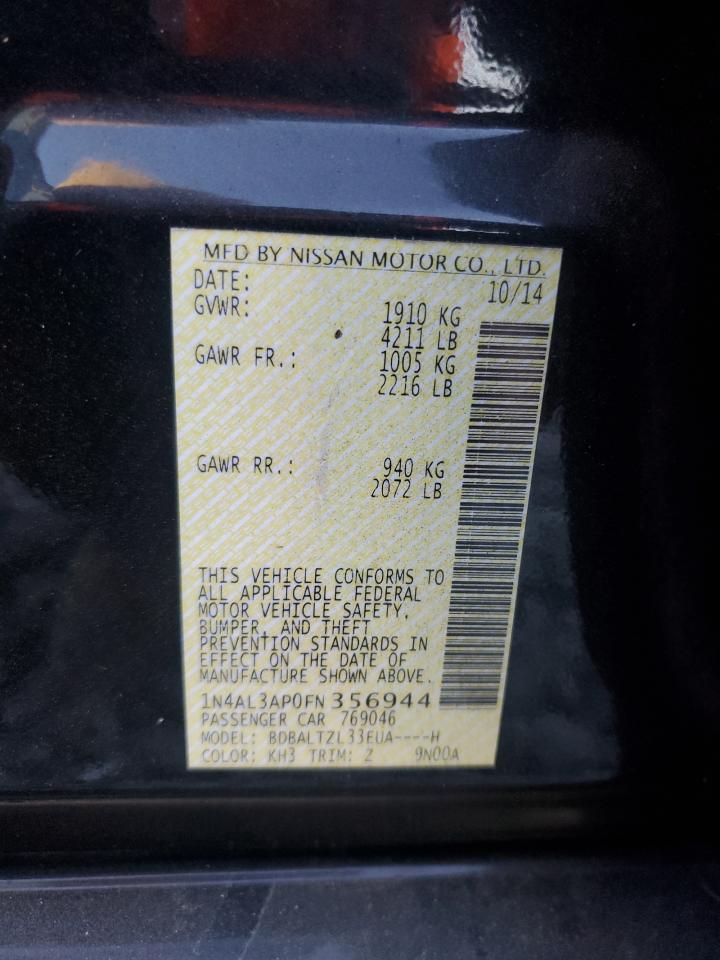 MFD BY NISSAN MOTOR CO., LTD.
DATE: 10/14
GVWR: 1910 KG
4211 LB
GAWR FR.: 1005 KG
2216 LB
GAWR RR.: 940 KG
2072 LB
THIS VEHICLE CONFORMS TO
ALL APPLICABLE FEDERAL
MOTOR VEHICLE SAFETY,
BUMPER, AND THEFT
PREVENTION STANDARDS IN
EFFECT ON THE DATE OF
MANUFACTURE SHOWN ABOVE.
1N4AL3AP0FN 356944
PASSENGER CAR 769046
MODEL: BDBALTZL33EUA----H
COLOR: KH3 TRIM: Z 9N00A